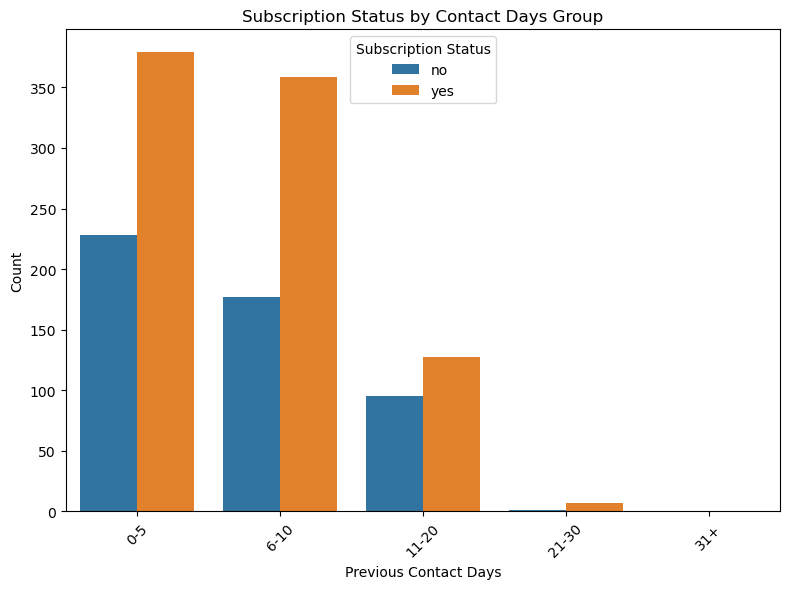 Subscription Status by Contact Days Group
Subscription Status
no
yes
Count
350
300
250
200
150
100
50
0
0-5
6-10
11-20
21-30
31+
Previous Contact Days